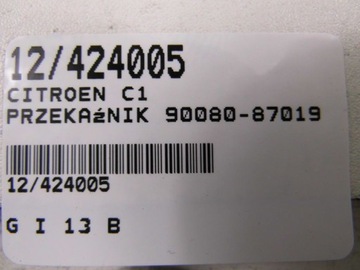 12/424005
CITROEN C1
PRZEKAźNIK 90080-87019
12/424005
G I 13 B